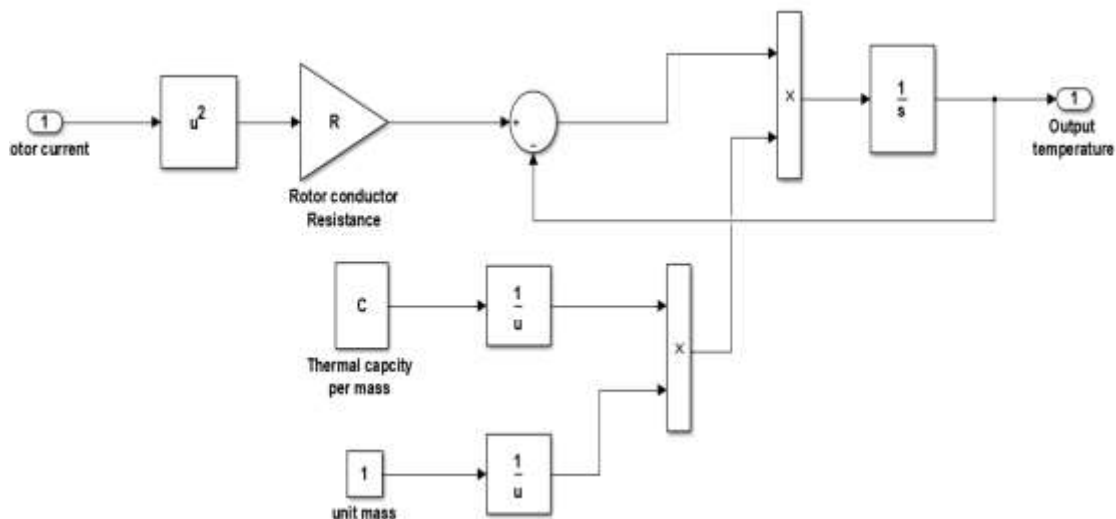 1
otor current
u²
R
Rotor conductor
Resistance
+
−
X
1
s
1
Output
temperature
C
Thermal capcity
per mass
1
u
X
1
unit mass
1
u